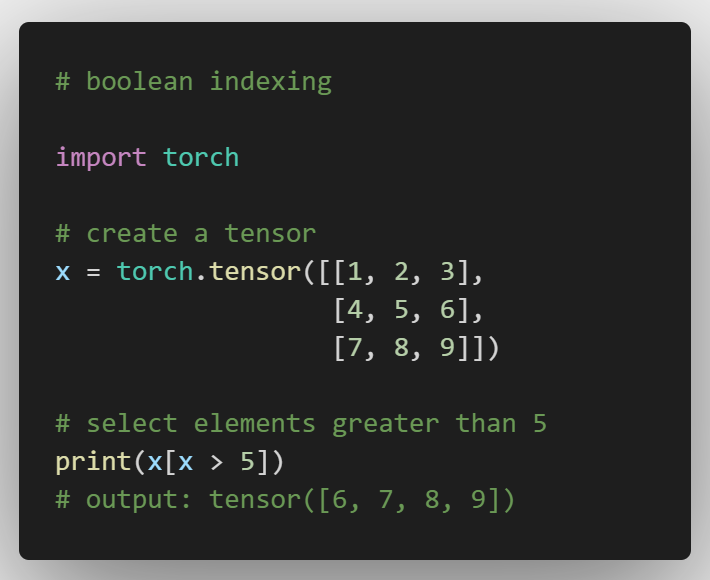 # boolean indexing
import torch
# create a tensor
x = torch.tensor([[1, 2, 3],
                  [4, 5, 6],
                  [7, 8, 9]])
# select elements greater than 5
print(x[x > 5])
# output: tensor([6, 7, 8, 9])